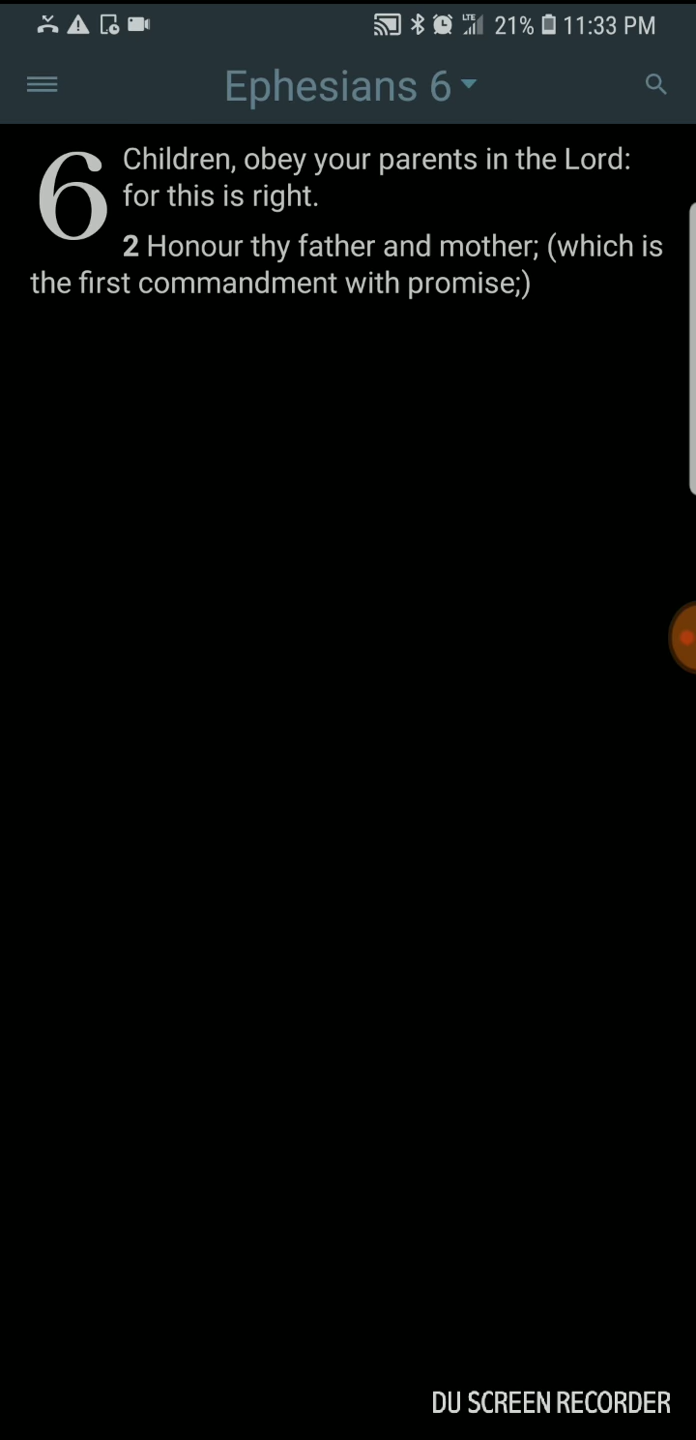 LTE 21% 11:33 PM
Ephesians 6
6 Children, obey your parents in the Lord:
for this is right.
2 Honour thy father and mother; (which is
the first commandment with promise;)
DU SCREEN RECORDER